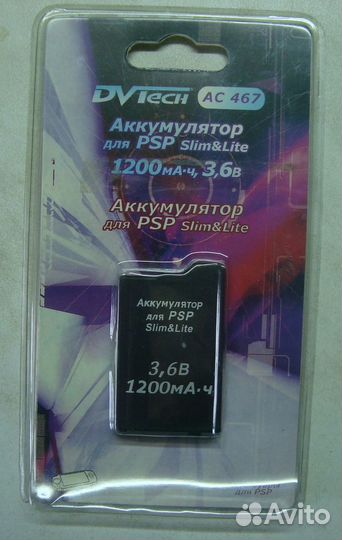 DVTech AC 467
Аккумулятор
для PSP Slim&Lite
1200мА·ч, 3,6В
Аккумулятор
для PSP Slim&Lite
Аккумулятор
для PSP
Slim&Lite
3,6В
1200мА·ч
для PSP
Avito